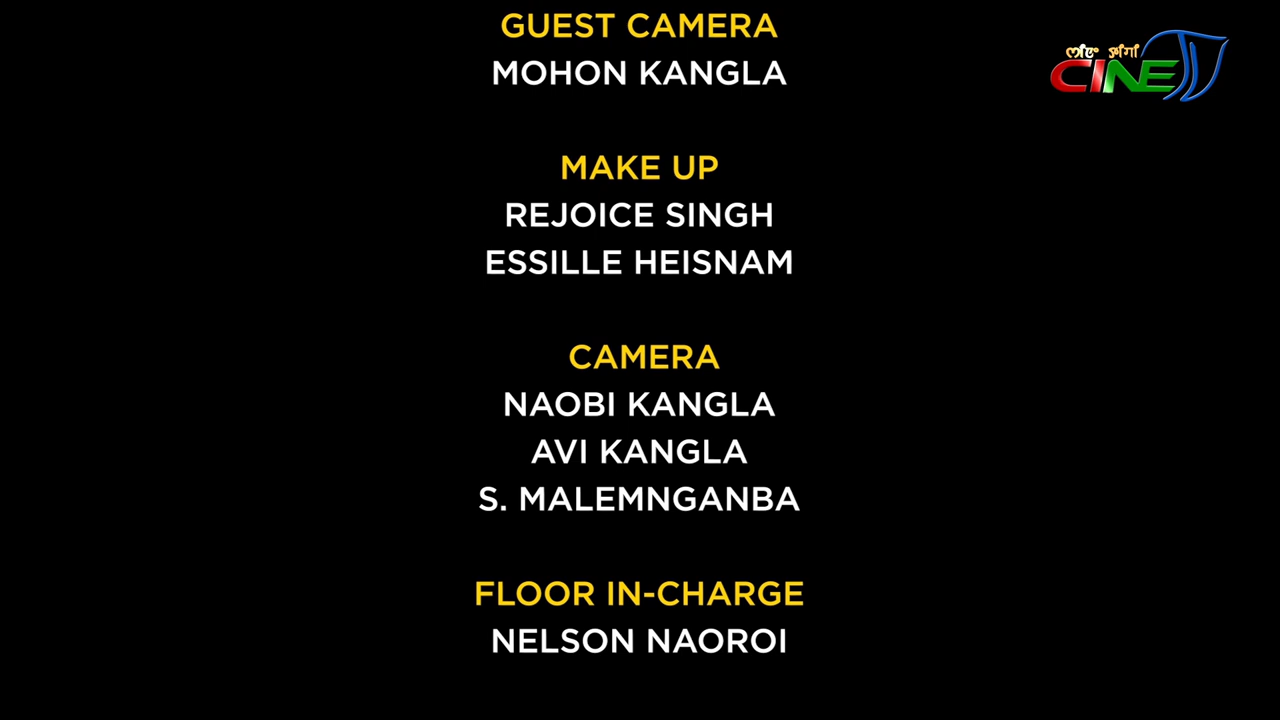 GUEST CAMERA
MOHON KANGLA
MAKE UP
REJOICE SINGH
ESSILLE HEISNAM
CAMERA
NAOBI KANGLA
AVI KANGLA
S. MALEMNGANBA
FLOOR IN-CHARGE
NELSON NAOROI
CINE TV